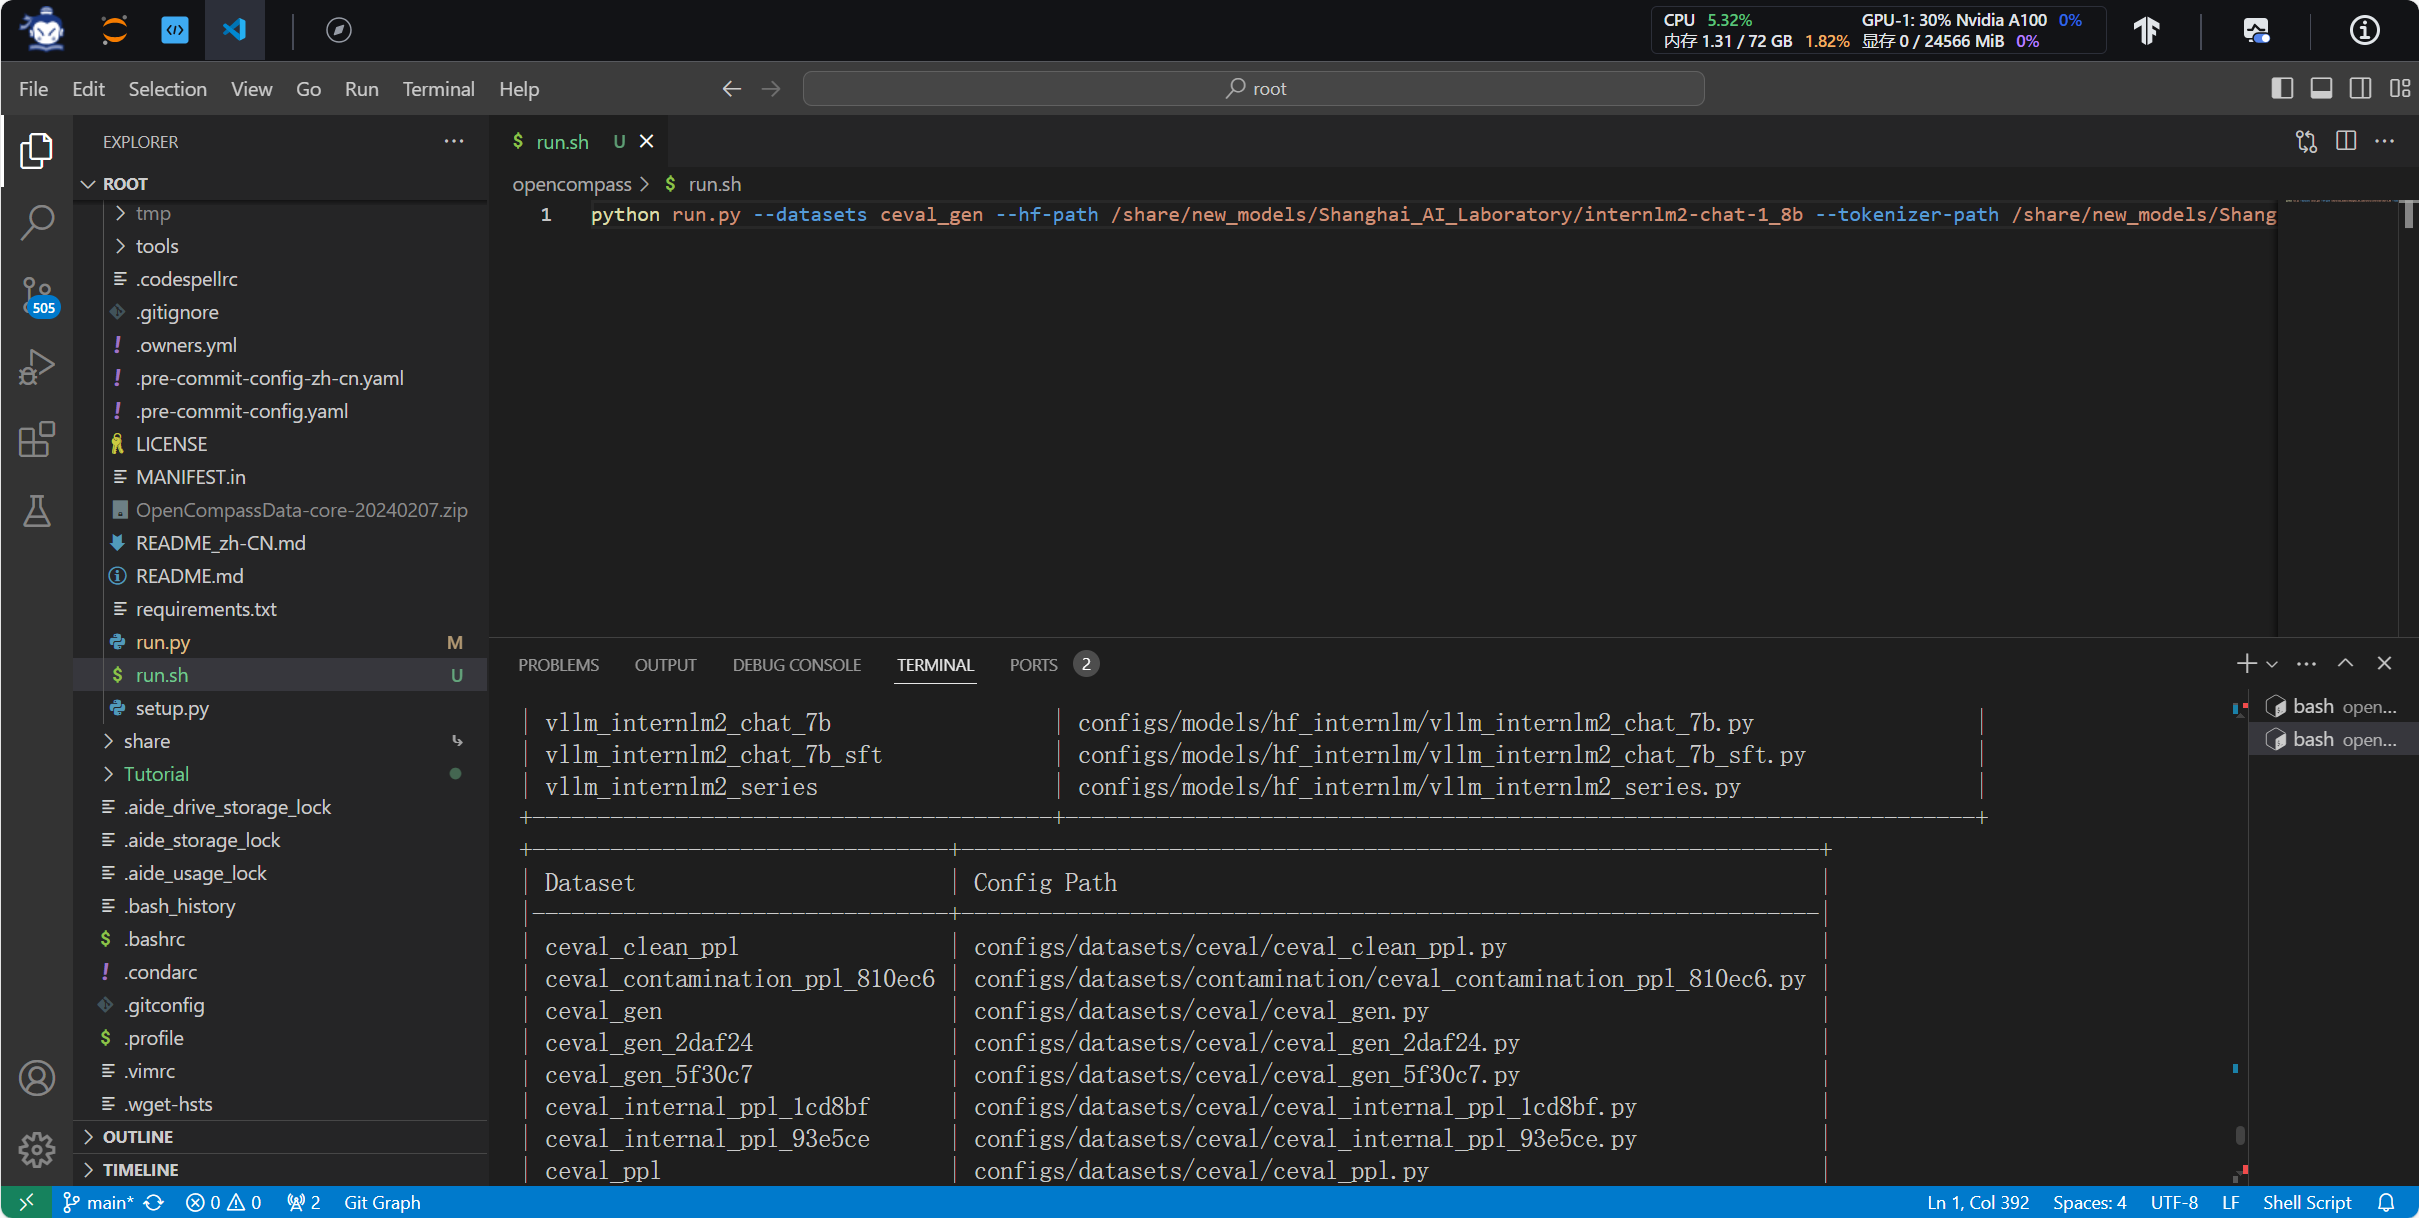 CPU 5.32%
GPU-1: 30% Nvidia A100 0%
内存 1.31 / 72 GB 1.82%
显存 0 / 24566 MiB 0%
File Edit Selection View Go Run Terminal Help
root
EXPLORER
ROOT
tmp
tools
.codespellrc
.gitignore
.owners.yml
.pre-commit-config-zh-cn.yaml
.pre-commit-config.yaml
LICENSE
MANIFEST.in
OpenCompassData-core-20240207.zip
README_zh-CN.md
README.md
requirements.txt
run.py M
run.sh U
setup.py
share
Tutorial
.aide_drive_storage_lock
.aide_storage_lock
.aide_usage_lock
.bash_history
.bashrc
.condarc
.gitconfig
.profile
.vimrc
.wget-hsts
OUTLINE
TIMELINE
505
$ run.sh U
opencompass > $ run.sh
1 python run.py --datasets ceval_gen --hf-path /share/new_models/Shanghai_AI_Laboratory/internlm2-chat-1_8b --tokenizer-path /share/new_models/Shang
PROBLEMS OUTPUT DEBUG CONSOLE TERMINAL PORTS 2
| vllm_internlm2_chat_7b | configs/models/hf_internlm/vllm_internlm2_chat_7b.py |
| vllm_internlm2_chat_7b_sft | configs/models/hf_internlm/vllm_internlm2_chat_7b_sft.py |
| vllm_internlm2_series | configs/models/hf_internlm/vllm_internlm2_series.py |
| Dataset | Config Path |
| ceval_clean_ppl | configs/datasets/ceval/ceval_clean_ppl.py |
| ceval_contamination_ppl_810ec6 | configs/datasets/contamination/ceval_contamination_ppl_810ec6.py |
| ceval_gen | configs/datasets/ceval/ceval_gen.py |
| ceval_gen_2daf24 | configs/datasets/ceval/ceval_gen_2daf24.py |
| ceval_gen_5f30c7 | configs/datasets/ceval/ceval_gen_5f30c7.py |
| ceval_internal_ppl_1cd8bf | configs/datasets/ceval/ceval_internal_ppl_1cd8bf.py |
| ceval_internal_ppl_93e5ce | configs/datasets/ceval/ceval_internal_ppl_93e5ce.py |
| ceval_ppl | configs/datasets/ceval/ceval_ppl.py |
bash open...
bash open...
main* 0 0 2 Git Graph
Ln 1, Col 392 Spaces: 4 UTF-8 LF Shell Script